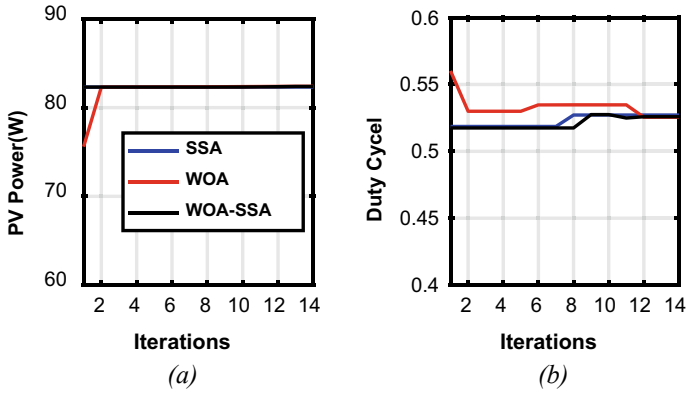 PV Power(W)
90
80
70
60
SSA
WOA
WOA-SSA
2 4 6 8 10 12 14
Iterations
(a)
Duty Cycel
0.6
0.55
0.5
0.45
0.4
2 4 6 8 10 12 14
Iterations
(b)